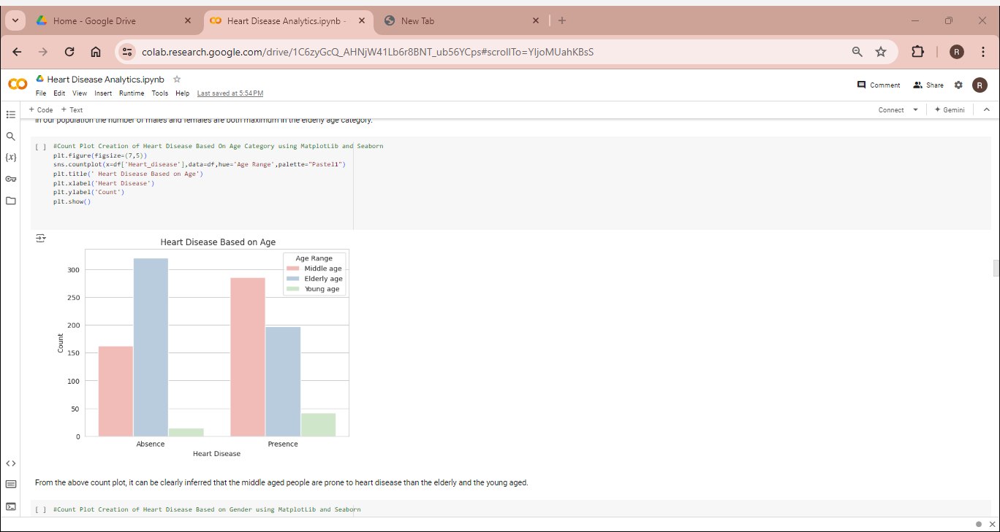 Home - Google Drive
Heart Disease Analytics.ipynb -
New Tab
colab.research.google.com/drive/1C6zyGcQ_AHNjW41Lb6r8BNT_ub56YCps#scrollTo=YIjoMUahKBsS
R
Heart Disease Analytics.ipynb
Comment
Share
R
File Edit View Insert Runtime Tools Help Last saved at 5:54 PM
+ Code + Text
Connect
Gemini
In our population the number of males and females are both maximum in the elderly age category.
{x}
[ ] #Count Plot Creation of Heart Disease Based On Age Category using MatplotLib and Seaborn
plt.figure(figsize=(7,5))
sns.countplot(x=df['Heart_disease'],data=df,hue='Age Range',palette="Pastel1")
plt.title(' Heart Disease Based on Age')
plt.xlabel('Heart Disease')
plt.ylabel('Count')
plt.show()
Heart Disease Based on Age
Age Range
Middle age
Elderly age
Young age
300
250
200
150
100
50
0
Count
Absence Presence
Heart Disease
From the above count plot, it can be clearly inferred that the middle aged people are prone to heart disease than the elderly and the young aged.
[ ] #Count Plot Creation of Heart Disease Based on Gender using MatplotLib and Seaborn